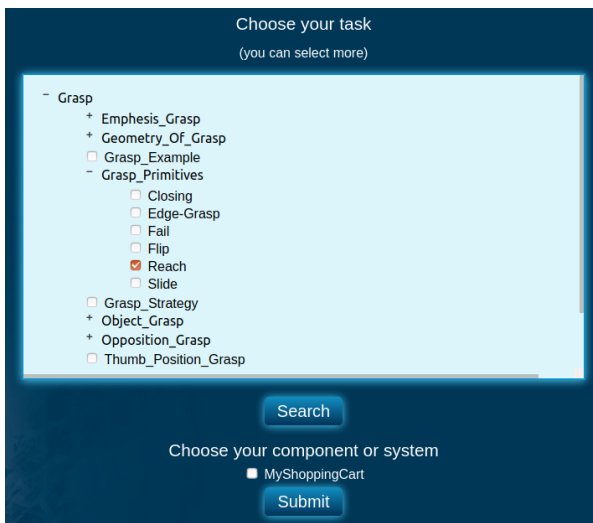 Choose your task
(you can select more)
- Grasp
+ Emphesis_Grasp
+ Geometry_Of_Grasp
Grasp_Example
- Grasp_Primitives
Closing
Edge-Grasp
Fail
Flip
Reach
Slide
Grasp_Strategy
+ Object_Grasp
+ Opposition_Grasp
Thumb_Position_Grasp
Search
Choose your component or system
MyShoppingCart
Submit